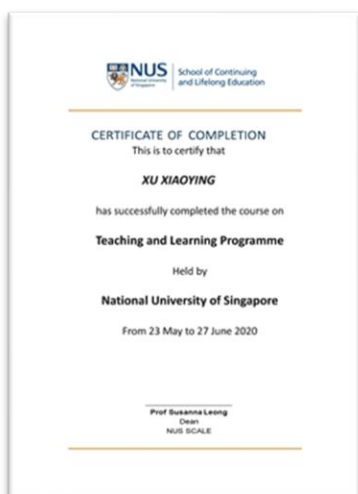 NUS
National University
of Singapore
School of Continuing
and Lifelong Education
CERTIFICATE OF COMPLETION
This is to certify that
XU XIAOYING
has successfully completed the course on
Teaching and Learning Programme
Held by
National University of Singapore
From 23 May to 27 June 2020
Prof Susanna Leong
Dean
NUS SCALE